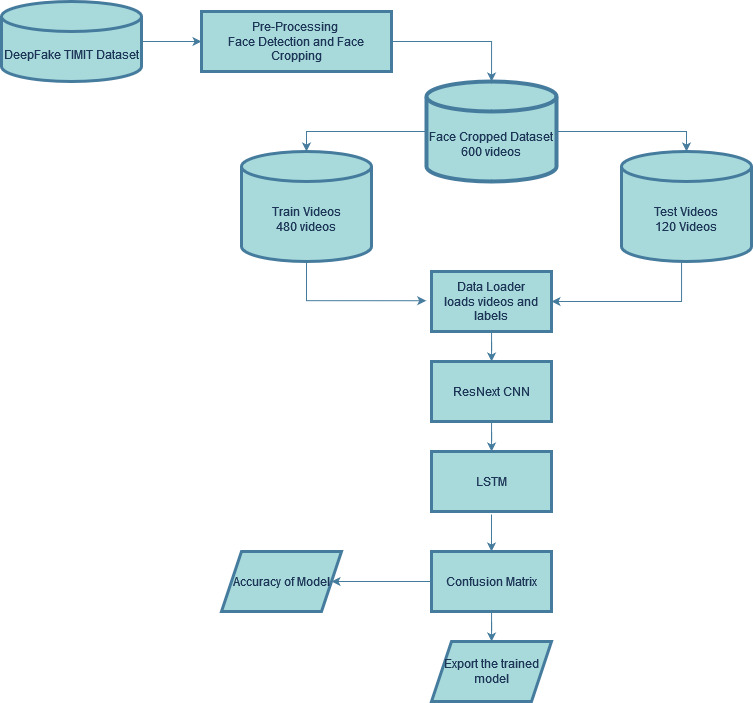 DeepFake TIMIT Dataset
Pre-Processing
Face Detection and Face
Cropping
Face Cropped Dataset
600 videos
Train Videos
480 videos
Test Videos
120 Videos
Data Loader
loads videos and
labels
ResNext CNN
LSTM
Confusion Matrix
Accuracy of Model
Export the trained
model